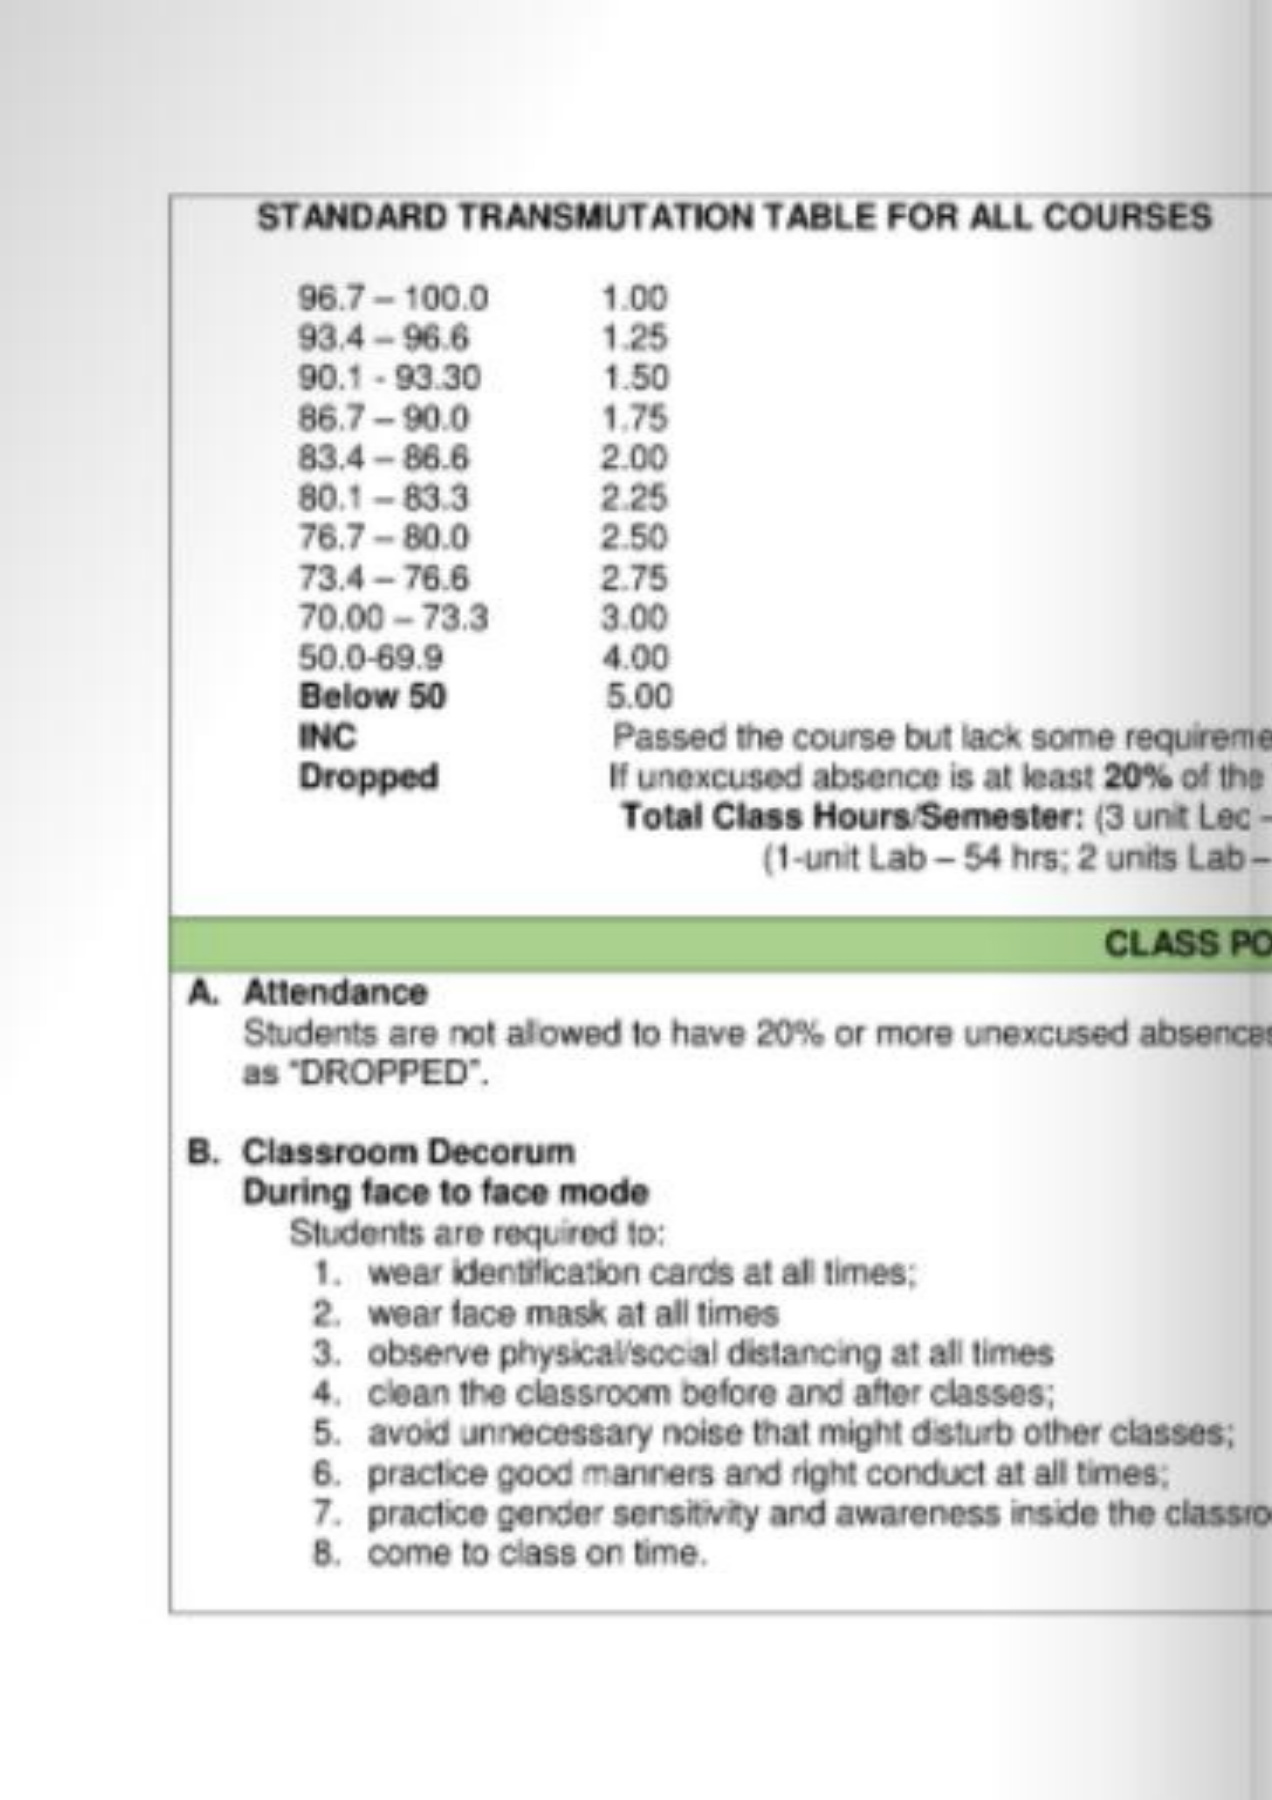 STANDARD TRANSMUTATION TABLE FOR ALL COURSES
96.7 – 100.0 1.00
93.4 – 96.6 1.25
90.1 - 93.30 1.50
86.7 – 90.0 1.75
83.4 – 86.6 2.00
80.1 – 83.3 2.25
76.7 – 80.0 2.50
73.4 – 76.6 2.75
70.00 – 73.3 3.00
50.0-69.9 4.00
Below 50 5.00
INC Passed the course but lack some requireme
Dropped If unexcused absence is at least 20% of the
Total Class Hours/Semester: (3 unit Lec –
(1-unit Lab – 54 hrs; 2 units Lab –
CLASS PO
A. Attendance
Students are not allowed to have 20% or more unexcused absences
as "DROPPED".
B. Classroom Decorum
During face to face mode
Students are required to:
1. wear identification cards at all times;
2. wear face mask at all times
3. observe physical/social distancing at all times
4. clean the classroom before and after classes;
5. avoid unnecessary noise that might disturb other classes;
6. practice good manners and right conduct at all times;
7. practice gender sensitivity and awareness inside the classro
8. come to class on time.